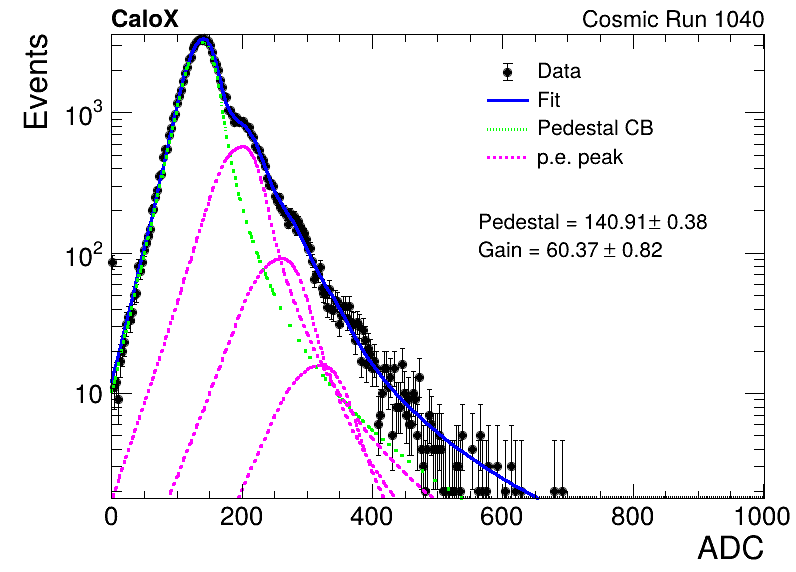 CaloX Cosmic Run 1040
Events
10³
10²
10
Data
Fit
Pedestal CB
p.e. peak
Pedestal = 140.91± 0.38
Gain = 60.37 ± 0.82
0 200 400 600 800 1000
ADC